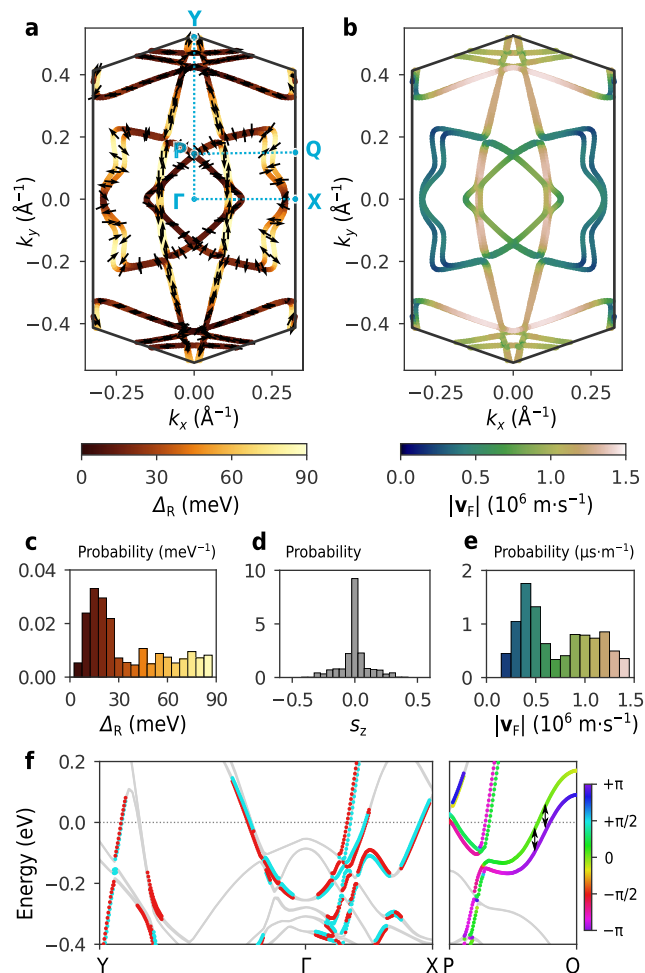 a
b
Y
P
Q
Γ
X
0.4
0.2
0.0
−0.2
−0.4
k_y (Å⁻¹)
−0.25
0.00
0.25
k_x (Å⁻¹)
0.4
0.2
0.0
−0.2
−0.4
k_y (Å⁻¹)
−0.25
0.00
0.25
k_x (Å⁻¹)
0
30
60
90
Δ_R (meV)
0.0
0.5
1.0
1.5
|v_F| (10⁶ m·s⁻¹)
c Probability (meV⁻¹)
0.04
0.02
0.00
0
30
60
90
Δ_R (meV)
d Probability
10
5
0
−0.5
0.0
0.5
s_z
e Probability (µs·m⁻¹)
2
1
0
0.0
0.5
1.0
1.5
|v_F| (10⁶ m·s⁻¹)
f
0.2
0.0
−0.2
−0.4
Energy (eV)
Y
Γ
X
P
Q
+π
+π/2
0
−π/2
−π